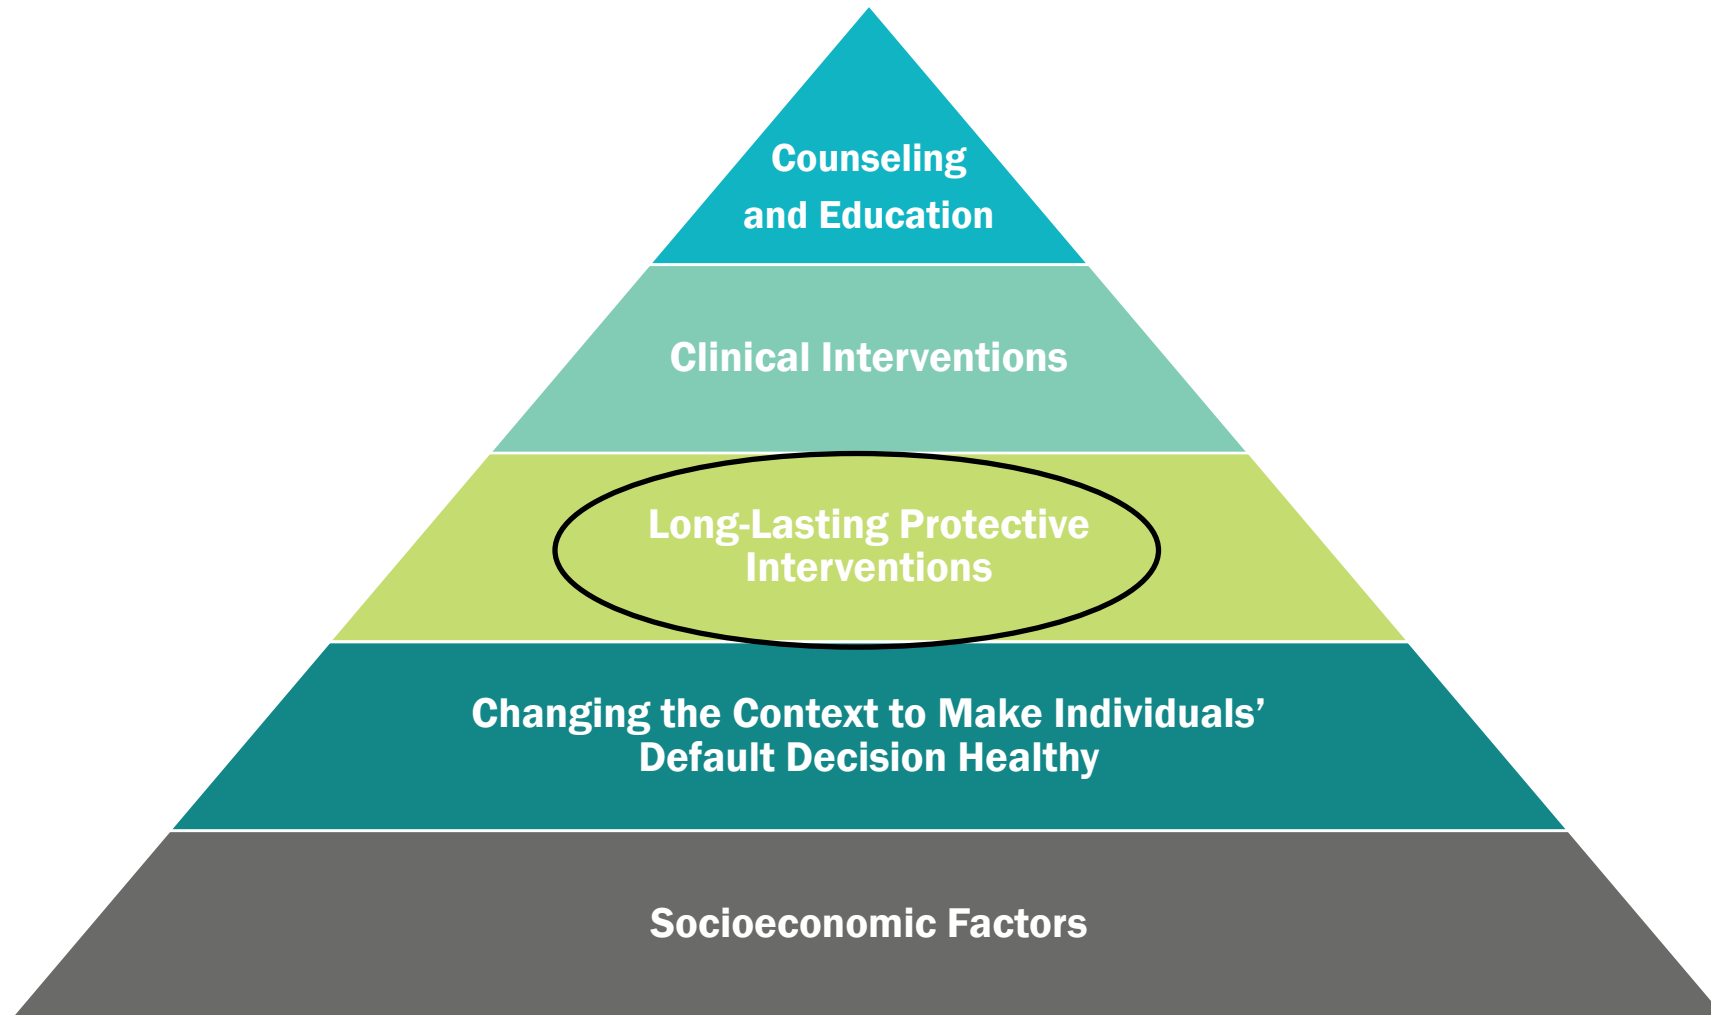 Counseling
and Education
Clinical Interventions
Long-Lasting Protective
Interventions
Changing the Context to Make Individuals’
Default Decision Healthy
Socioeconomic Factors